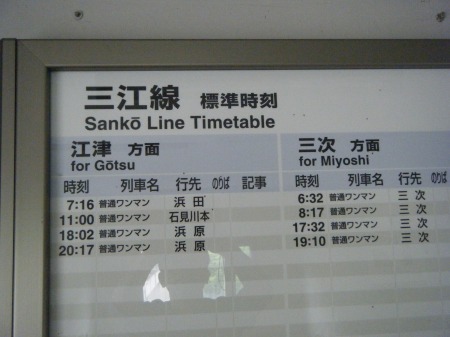 三江線 標準時刻
Sankō Line Timetable
江津 方面
for Gōtsu
時刻 列車名 行先 のりば 記事
7:16 普通ワンマン 浜田
11:00 普通ワンマン 石見川本
18:02 普通ワンマン 浜原
20:17 普通ワンマン 浜原
三次 方面
for Miyoshi
時刻 列車名 行先 のりば
6:32 普通ワンマン 三次
8:17 普通ワンマン 三次
17:32 普通ワンマン 三次
19:10 普通ワンマン 三次